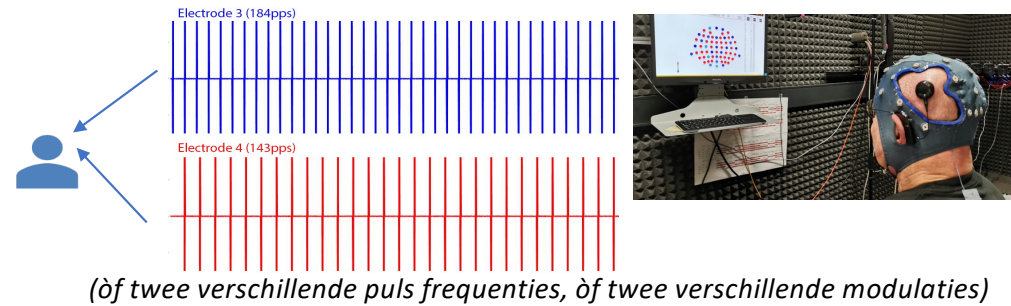 Electrode 3 (184pps)
Electrode 4 (143pps)
(òf twee verschillende puls frequenties, òf twee verschillende modulaties)